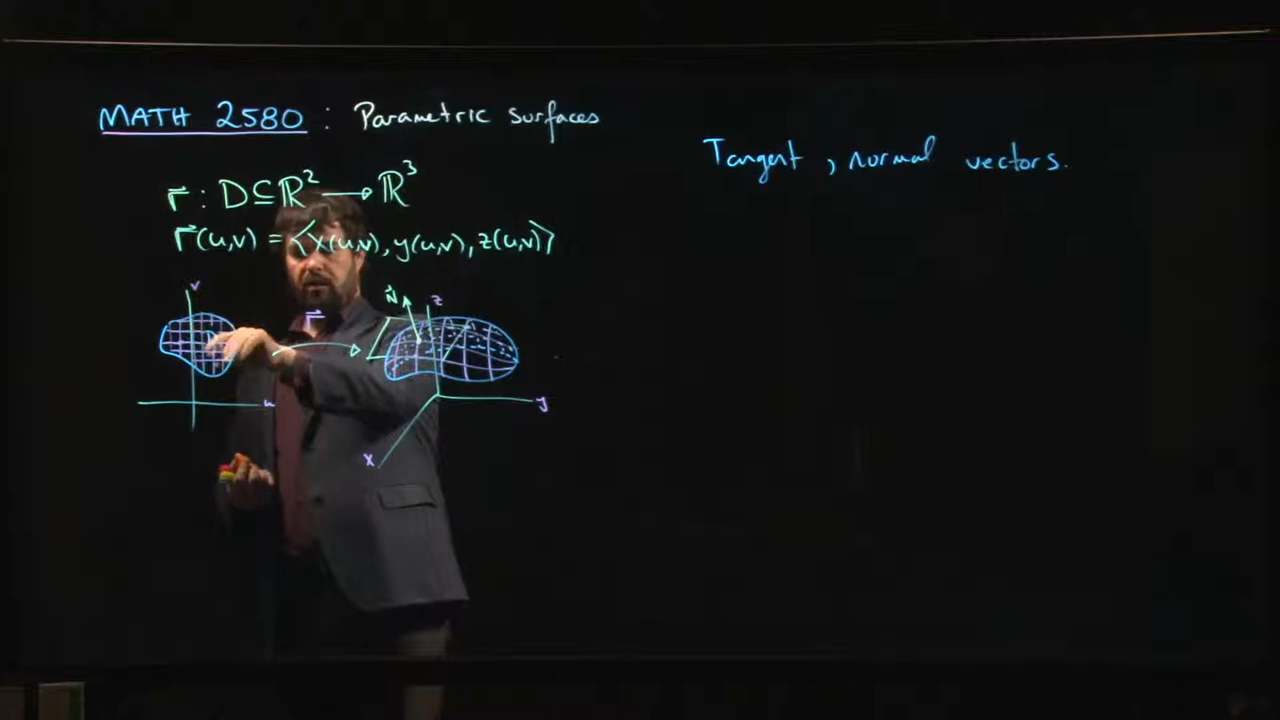 MATH 2580 : Parametric surfaces
Tangent, normal vectors.
r⃗ : D ⊆ ℝ² → ℝ³
r⃗(u,v) = ⟨x(u,v), y(u,v), z(u,v)⟩
v
N⃗
z
r⃗
u
y
x